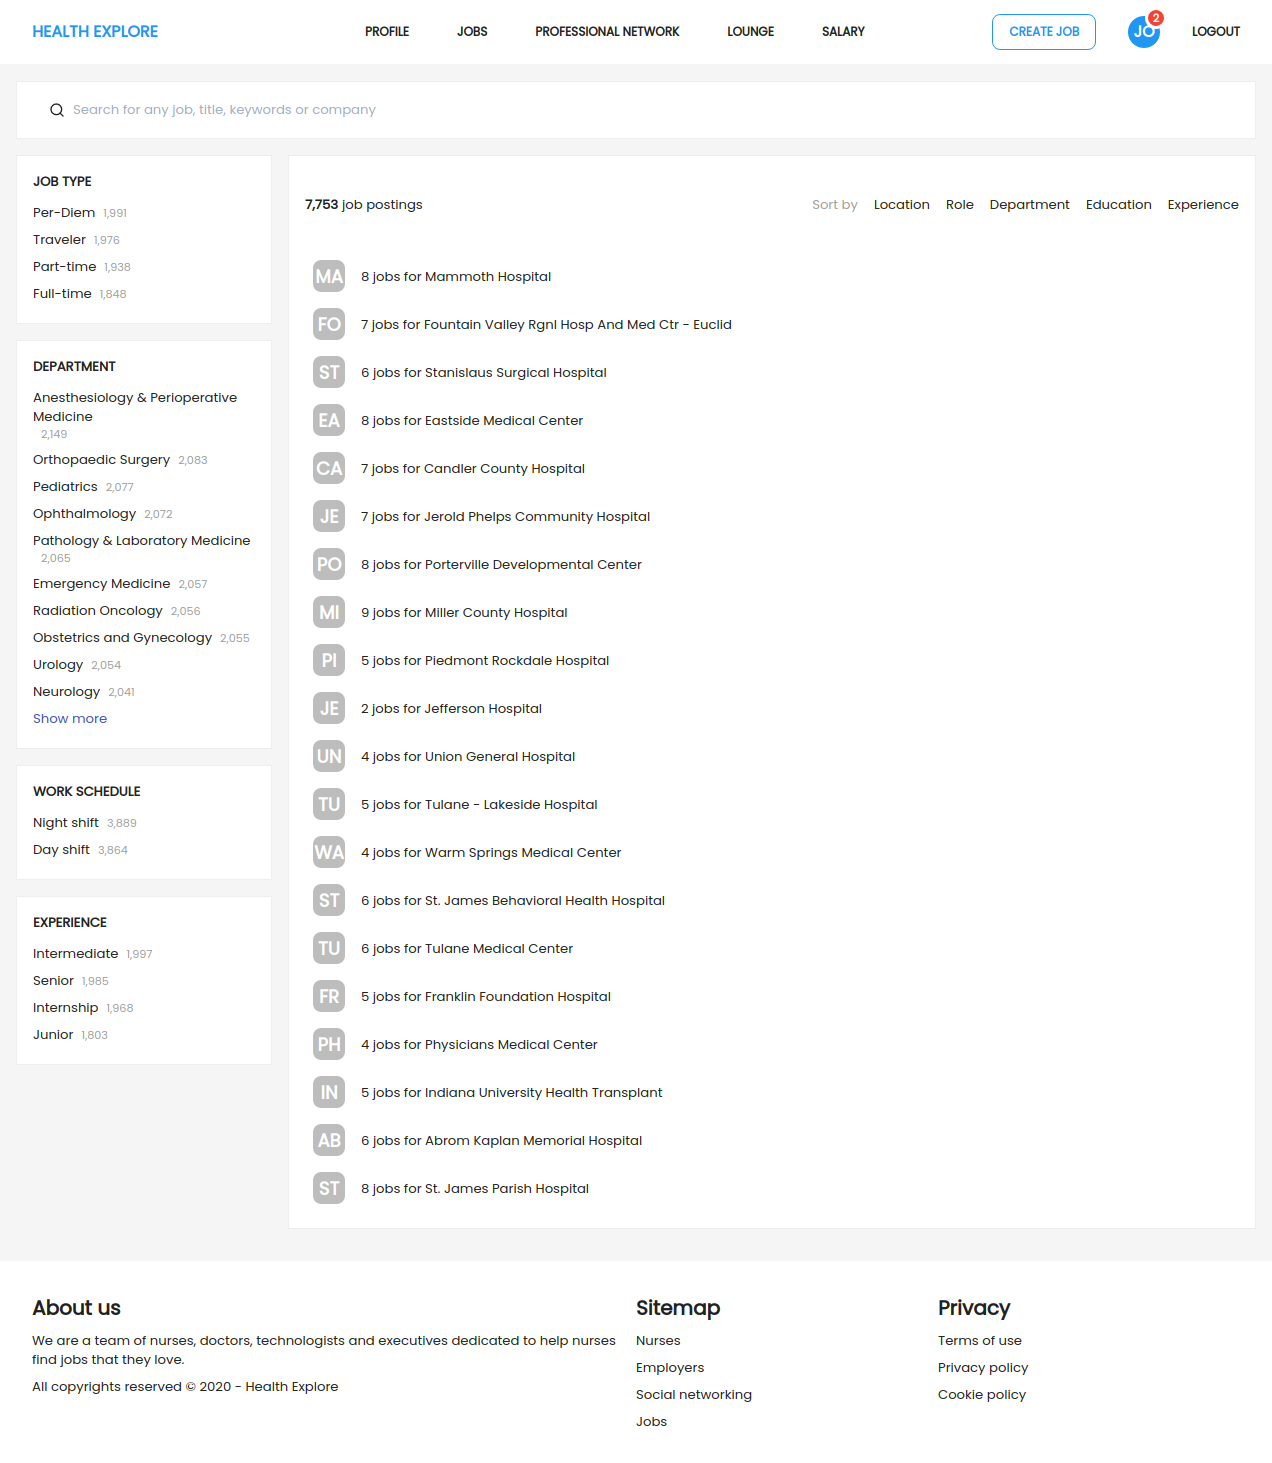 HEALTH EXPLORE
PROFILE
JOBS
PROFESSIONAL NETWORK
LOUNGE
SALARY
CREATE JOB
JO
2
LOGOUT
Search for any job, title, keywords or company
JOB TYPE
Per-Diem 1,991
Traveler 1,976
Part-time 1,938
Full-time 1,848
DEPARTMENT
Anesthesiology & Perioperative
Medicine
2,149
Orthopaedic Surgery 2,083
Pediatrics 2,077
Ophthalmology 2,072
Pathology & Laboratory Medicine
2,065
Emergency Medicine 2,057
Radiation Oncology 2,056
Obstetrics and Gynecology 2,055
Urology 2,054
Neurology 2,041
Show more
WORK SCHEDULE
Night shift 3,889
Day shift 3,864
EXPERIENCE
Intermediate 1,997
Senior 1,985
Internship 1,968
Junior 1,803
7,753 job postings
Sort by Location Role Department Education Experience
MA 8 jobs for Mammoth Hospital
FO 7 jobs for Fountain Valley Rgnl Hosp And Med Ctr - Euclid
ST 6 jobs for Stanislaus Surgical Hospital
EA 8 jobs for Eastside Medical Center
CA 7 jobs for Candler County Hospital
JE 7 jobs for Jerold Phelps Community Hospital
PO 8 jobs for Porterville Developmental Center
MI 9 jobs for Miller County Hospital
PI 5 jobs for Piedmont Rockdale Hospital
JE 2 jobs for Jefferson Hospital
UN 4 jobs for Union General Hospital
TU 5 jobs for Tulane - Lakeside Hospital
WA 4 jobs for Warm Springs Medical Center
ST 6 jobs for St. James Behavioral Health Hospital
TU 6 jobs for Tulane Medical Center
FR 5 jobs for Franklin Foundation Hospital
PH 4 jobs for Physicians Medical Center
IN 5 jobs for Indiana University Health Transplant
AB 6 jobs for Abrom Kaplan Memorial Hospital
ST 8 jobs for St. James Parish Hospital
About us
We are a team of nurses, doctors, technologists and executives dedicated to help nurses
find jobs that they love.
All copyrights reserved © 2020 - Health Explore
Sitemap
Nurses
Employers
Social networking
Jobs
Privacy
Terms of use
Privacy policy
Cookie policy